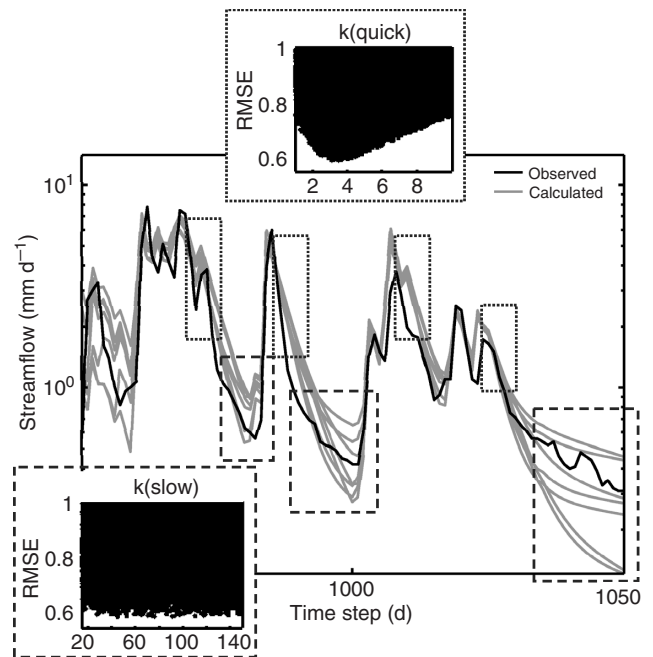 k(quick)
1
0.8
0.6
RMSE
2 4 6 8
Observed
Calculated
10¹
10⁰
Streamflow (mm d⁻¹)
k(slow)
1
0.8
0.6
RMSE
20 60 100 140
1000 1050
Time step (d)